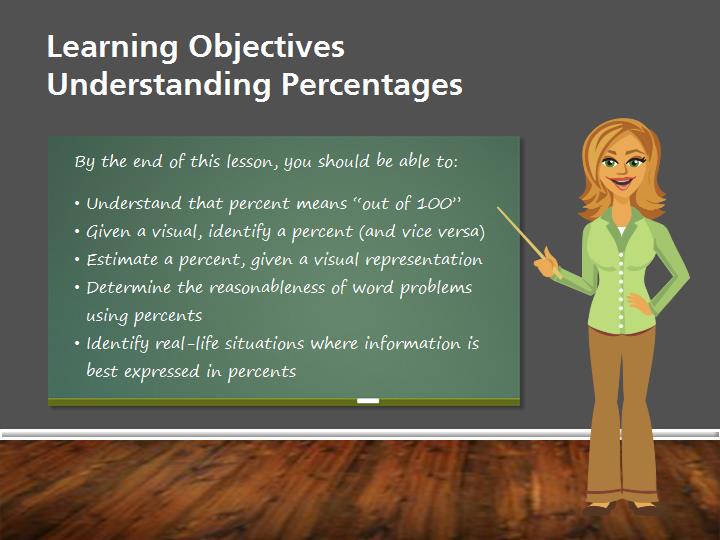 Learning Objectives
Understanding Percentages
By the end of this lesson, you should be able to:
• Understand that percent means “out of 100”
• Given a visual, identify a percent (and vice versa)
• Estimate a percent, given a visual representation
• Determine the reasonableness of word problems
using percents
• Identify real-life situations where information is
best expressed in percents